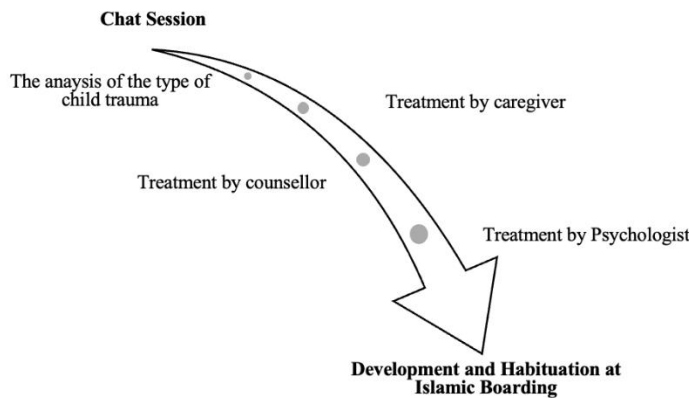 Chat Session
The anaysis of the type of
child trauma
Treatment by caregiver
Treatment by counsellor
Treatment by Psychologist
Development and Habituation at
Islamic Boarding